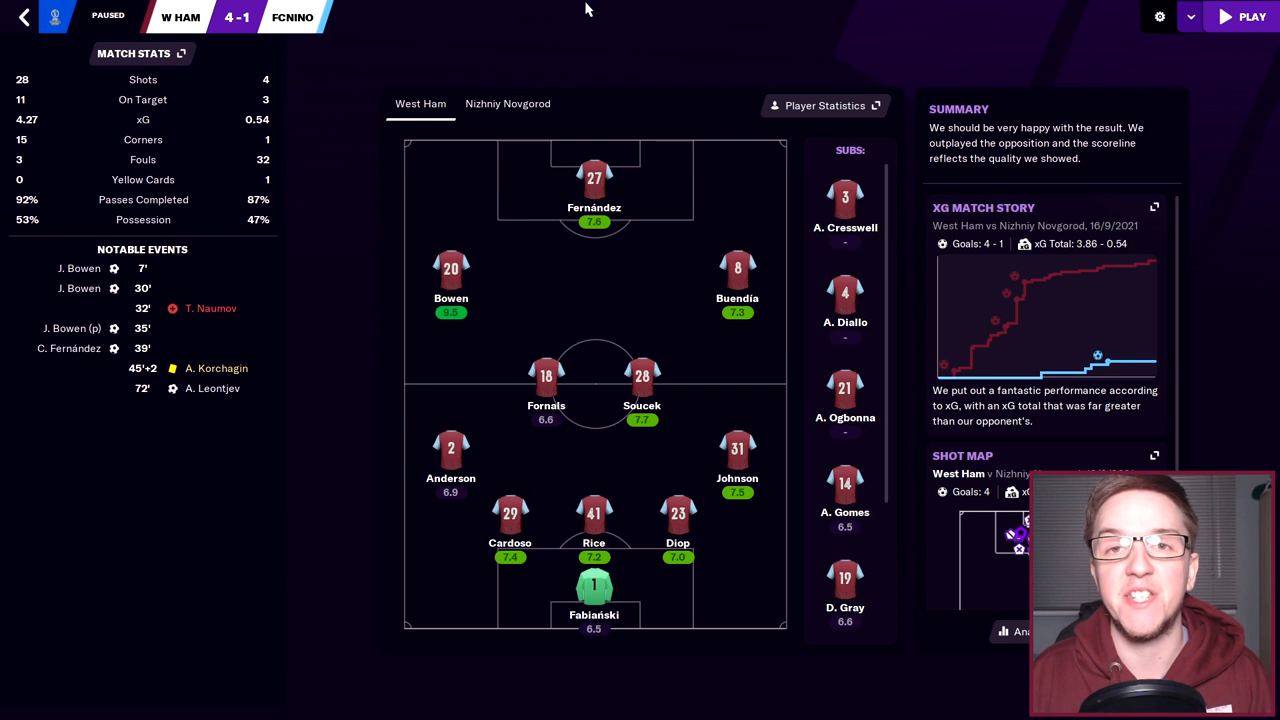 PAUSED
W HAM
4 - 1
FCNINO
PLAY
MATCH STATS
28 Shots 4
11 On Target 3
4.27 xG 0.54
15 Corners 1
3 Fouls 32
0 Yellow Cards 1
92% Passes Completed 87%
53% Possession 47%
NOTABLE EVENTS
J. Bowen 7'
J. Bowen 30'
32' T. Naumov
J. Bowen (p) 35'
C. Fernández 39'
45'+2 A. Korchagin
72' A. Leontjev
West Ham
Nizhniy Novgorod
Player Statistics
27
Fernández
7.6
20
Bowen
9.5
8
Buendía
7.3
18
Fornals
6.6
28
Soucek
7.7
2
Anderson
6.9
31
Johnson
7.5
29
Cardoso
7.4
41
Rice
7.2
23
Diop
7.0
1
Fabiański
6.5
SUBS:
3
A. Cresswell
-
4
A. Diallo
-
21
A. Ogbonna
-
14
A. Gomes
6.5
19
D. Gray
6.6
SUMMARY
We should be very happy with the result. We
outplayed the opposition and the scoreline
reflects the quality we showed.
XG MATCH STORY
West Ham vs Nizhniy Novgorod, 16/9/2021
Goals: 4 - 1 xG Total: 3.86 - 0.54
We put out a fantastic performance according
to xG, with an xG total that was far greater
than our opponent's.
SHOT MAP
West Ham v Nizhniy
Goals: 4